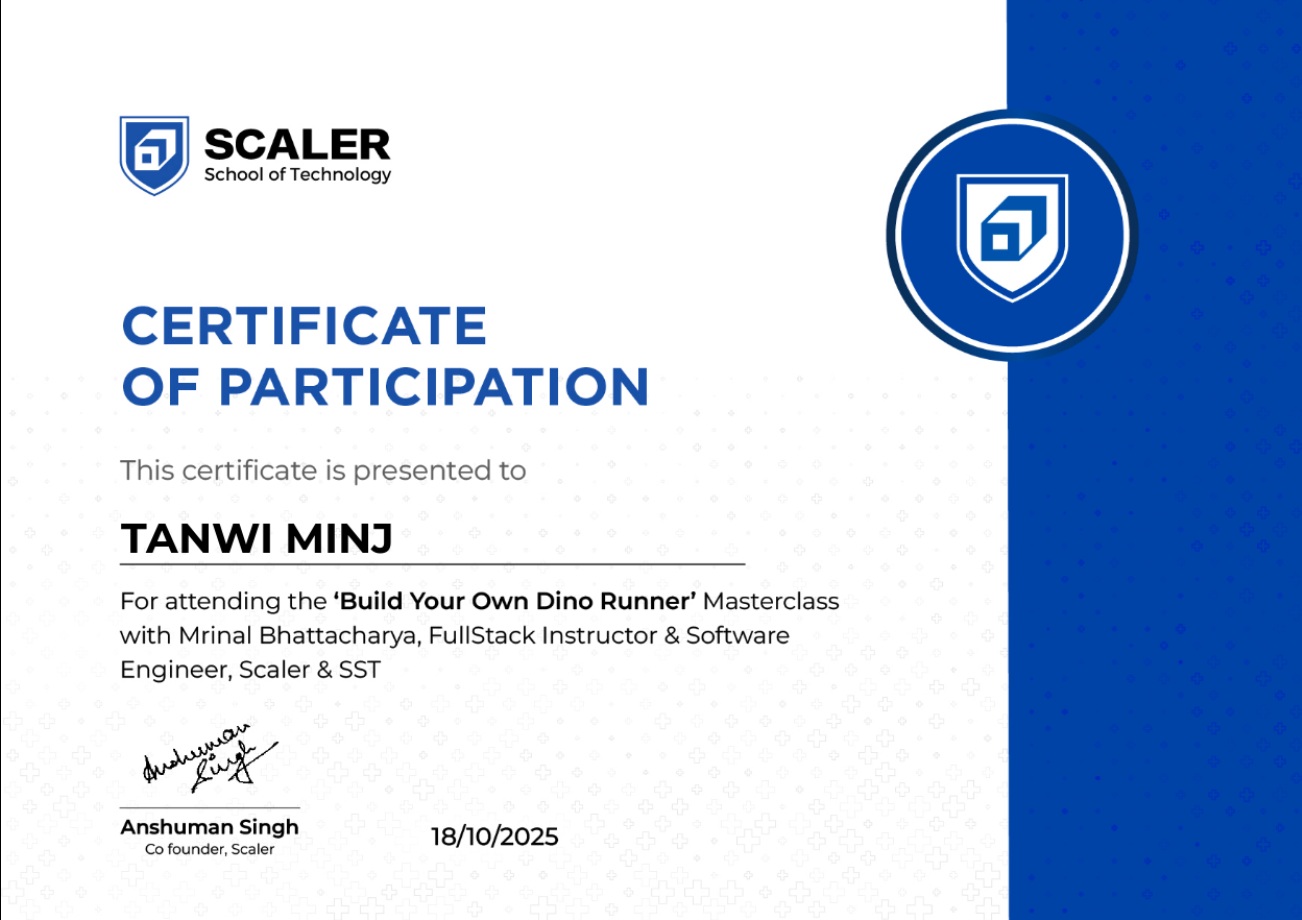 SCALER
School of Technology
CERTIFICATE
OF PARTICIPATION
This certificate is presented to
TANWI MINJ
For attending the ‘Build Your Own Dino Runner’ Masterclass
with Mrinal Bhattacharya, FullStack Instructor & Software
Engineer, Scaler & SST
Anshuman
Singh
Anshuman Singh
Co founder, Scaler
18/10/2025